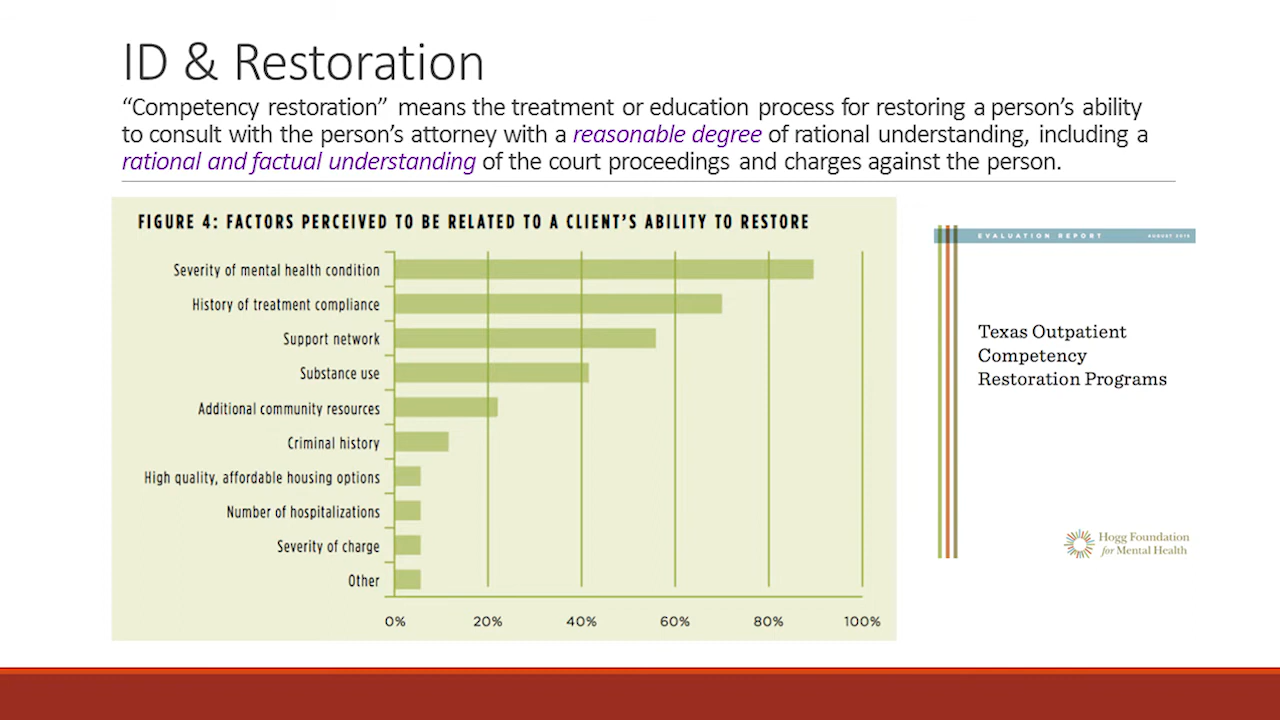 ID & Restoration
“Competency restoration” means the treatment or education process for restoring a person’s ability
to consult with the person’s attorney with a reasonable degree of rational understanding, including a
rational and factual understanding of the court proceedings and charges against the person.
FIGURE 4: FACTORS PERCEIVED TO BE RELATED TO A CLIENT’S ABILITY TO RESTORE
Severity of mental health condition
History of treatment compliance
Support network
Substance use
Additional community resources
Criminal history
High quality, affordable housing options
Number of hospitalizations
Severity of charge
Other
0% 20% 40% 60% 80% 100%
EVALUATION REPORT
Texas Outpatient
Competency
Restoration Programs
Hogg Foundation
for Mental Health